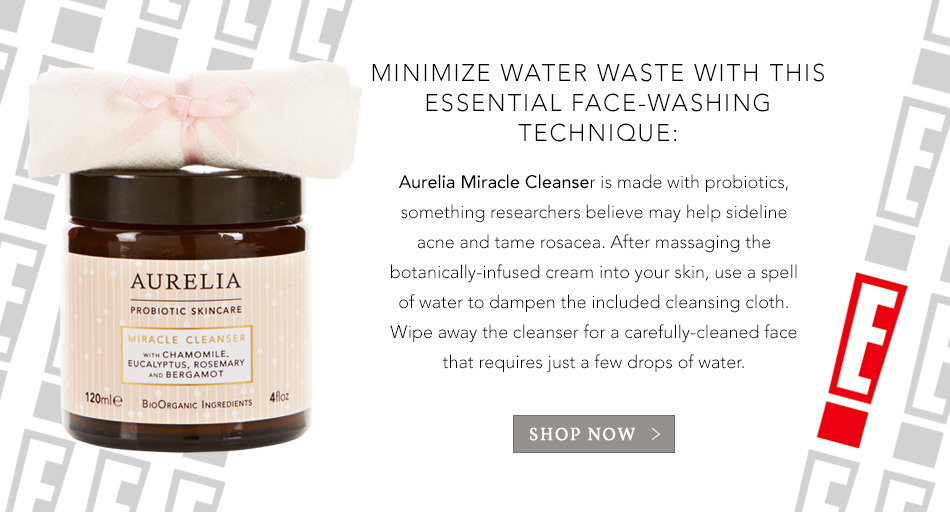 MINIMIZE WATER WASTE WITH THIS
ESSENTIAL FACE-WASHING
TECHNIQUE:
Aurelia Miracle Cleanser is made with probiotics,
something researchers believe may help sideline
acne and tame rosacea. After massaging the
botanically-infused cream into your skin, use a spell
of water to dampen the included cleansing cloth.
Wipe away the cleanser for a carefully-cleaned face
that requires just a few drops of water.
SHOP NOW >
AURELIA
PROBIOTIC SKINCARE
MIRACLE CLEANSER
WITH CHAMOMILE,
EUCALYPTUS, ROSEMARY
AND BERGAMOT
120ml℮ BIOORGANIC INGREDIENTS 4floz
E!